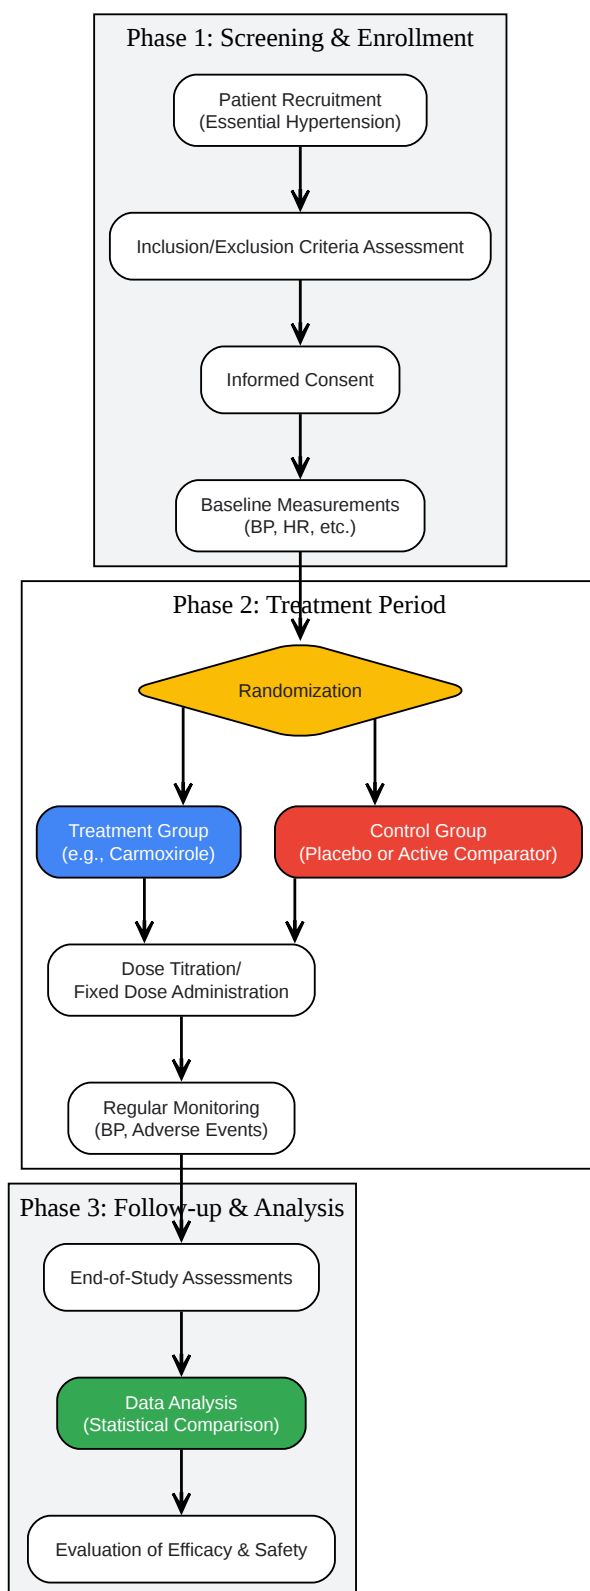 Phase 1: Screening & Enrollment
Patient Recruitment
(Essential Hypertension)
Inclusion/Exclusion Criteria Assessment
Informed Consent
Baseline Measurements
(BP, HR, etc.)
Phase 2: Treatment Period
Randomization
Treatment Group
(e.g., Carmoxirole)
Control Group
(Placebo or Active Comparator)
Dose Titration/
Fixed Dose Administration
Regular Monitoring
(BP, Adverse Events)
Phase 3: Follow-up & Analysis
End-of-Study Assessments
Data Analysis
(Statistical Comparison)
Evaluation of Efficacy & Safety